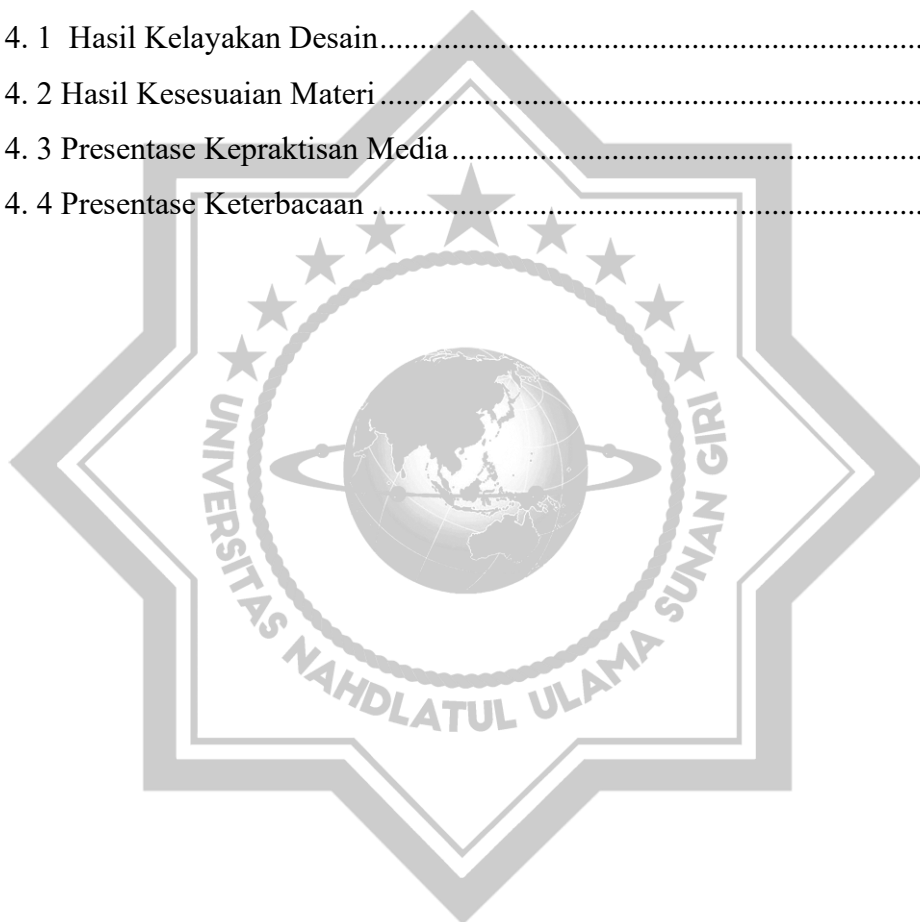 4. 1  Hasil Kelayakan Desain..........................................................................
4. 2 Hasil Kesesuaian Materi..........................................................................
4. 3 Presentase Kepraktisan Media................................................................
4. 4 Presentase Keterbacaan ..........................................................................
UNIVERSITAS NAHDLATUL ULAMA SUNAN GIRI